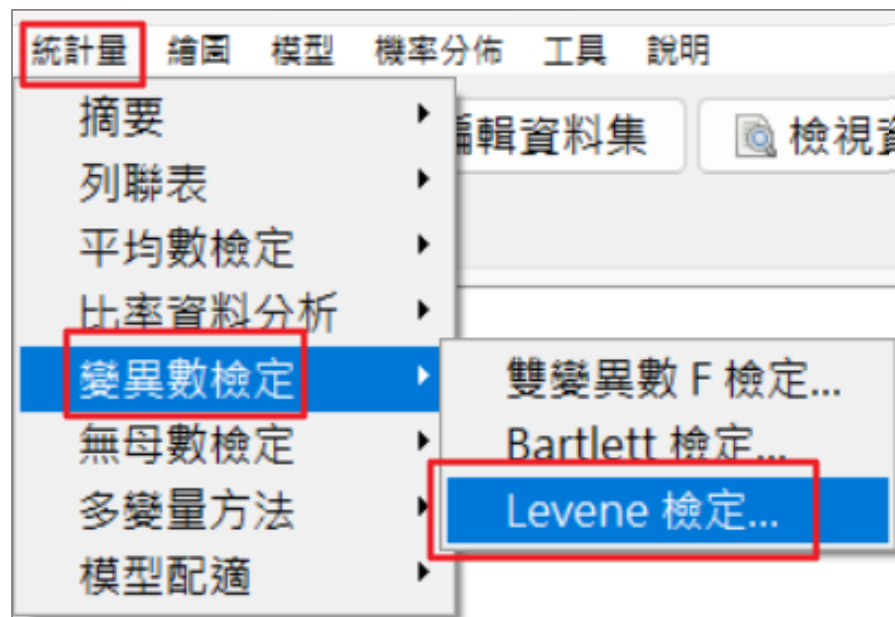 統計量 繪圖 模型 機率分佈 工具 說明
摘要
輯資料集
檢視
列聯表
平均數檢定
比率資料分析
變異數檢定
雙變異數 F 檢定...
無母數檢定
Bartlett 檢定...
多變量方法
Levene 檢定...
模型配適